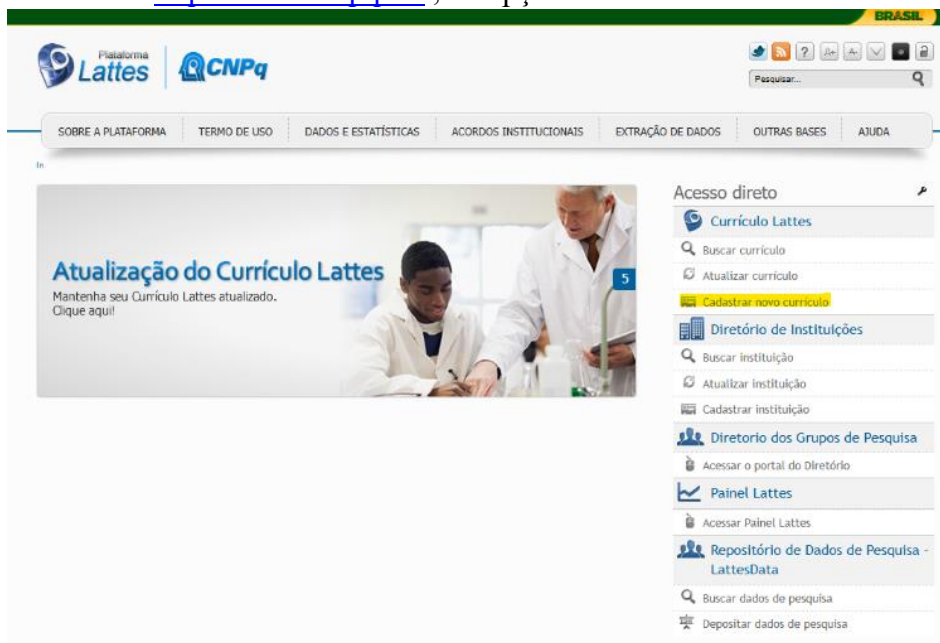 BRASIL
Plataforma
Lattes
CNPq
? A+ A-
Pesquisar...
SOBRE A PLATAFORMA TERMO DE USO DADOS E ESTATÍSTICAS ACORDOS INSTITUCIONAIS EXTRAÇÃO DE DADOS OUTRAS BASES AJUDA
In
Acesso direto
Currículo Lattes
Buscar currículo
Atualizar currículo
Cadastrar novo currículo
Diretório de Instituições
Buscar instituição
Atualizar instituição
Cadastrar instituição
Diretorio dos Grupos de Pesquisa
Acessar o portal do Diretório
Painel Lattes
Acessar Painel Lattes
Repositório de Dados de Pesquisa -
LattesData
Buscar dados de pesquisa
Depositar dados de pesquisa
Atualização do Currículo Lattes
Mantenha seu Currículo Lattes atualizado.
Clique aqui!
5